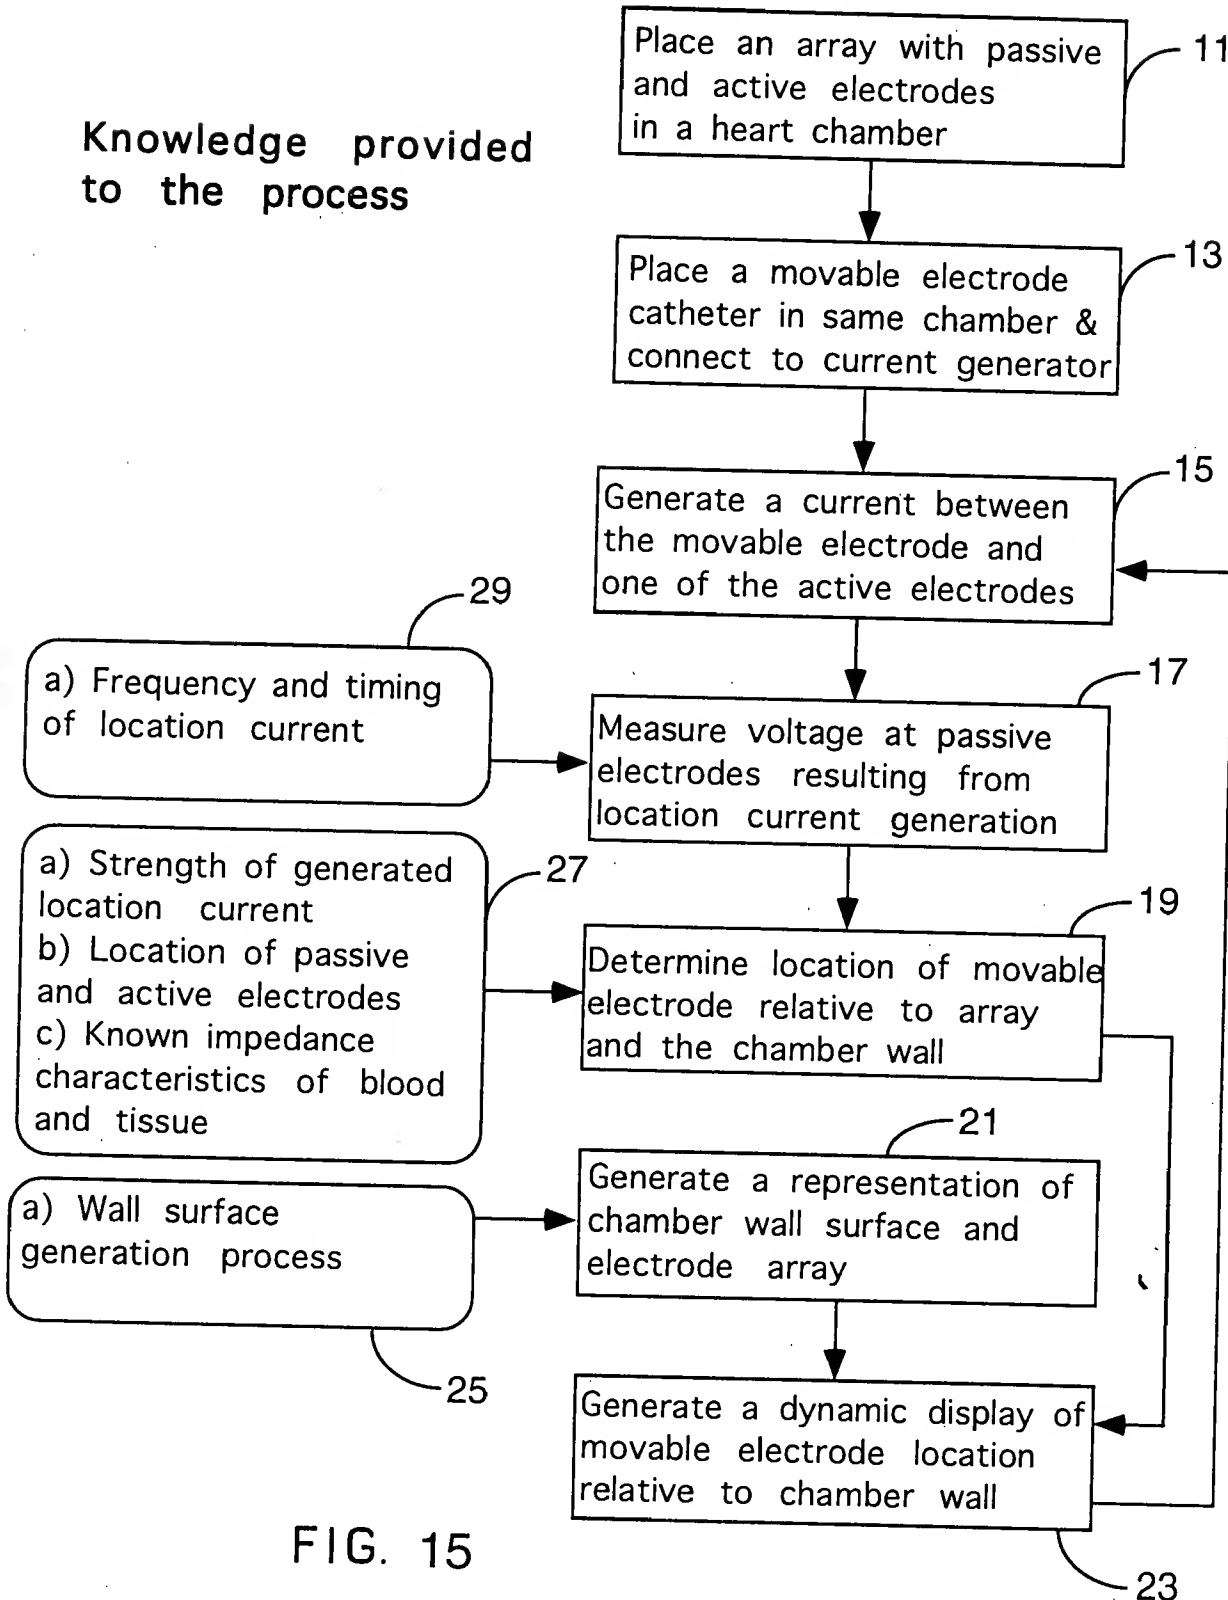 Knowledge provided
to the process
Place an array with passive
and active electrodes
in a heart chamber
11
Place a movable electrode
catheter in same chamber &
connect to current generator
13
Generate a current between
the movable electrode and
one of the active electrodes
15
a) Frequency and timing
of location current
29
Measure voltage at passive
electrodes resulting from
location current generation
17
a) Strength of generated
location current
b) Location of passive
and active electrodes
c) Known impedance
characteristics of blood
and tissue
27
Determine location of movable
electrode relative to array
and the chamber wall
19
a) Wall surface
generation process
25
Generate a representation of
chamber wall surface and
electrode array
21
Generate a dynamic display of
movable electrode location
relative to chamber wall
23
FIG. 15